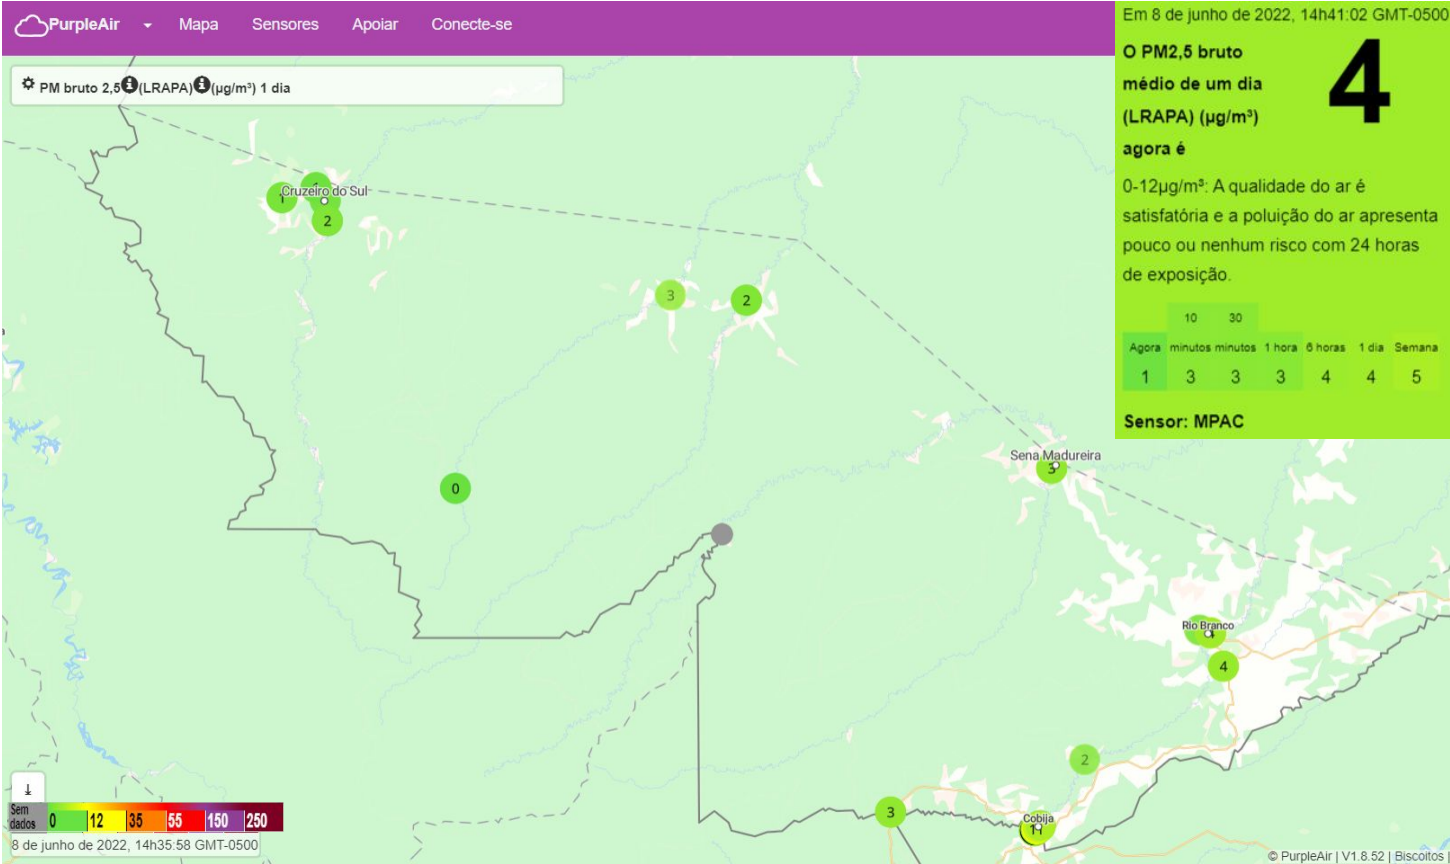 PurpleAir Mapa Sensores Apoiar Conecte-se
PM bruto 2,5 (LRAPA) (µg/m³) 1 dia
Em 8 de junho de 2022, 14h41:02 GMT-0500
O PM2,5 bruto
médio de um dia
(LRAPA) (µg/m³)
agora é
4
0-12µg/m³: A qualidade do ar é
satisfatória e a poluição do ar apresenta
pouco ou nenhum risco com 24 horas
de exposição.
10 30
Agora minutos minutos 1 hora 6 horas 1 dia Semana
1 3 3 3 4 4 5
Sensor: MPAC
Cruzeiro do Sul
1
2
3
2
Sena Madureira
3
0
Rio Branco
4
4
2
3
Cobija
Sem
dados 0 12 35 55 150 250
8 de junho de 2022, 14h35:58 GMT-0500
© PurpleAir | V1.8.52 | Biscoitos |